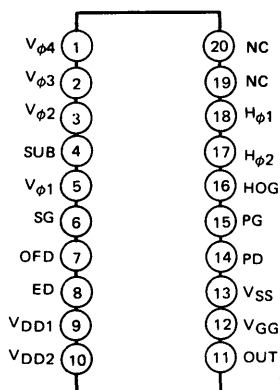 Vφ4 1 20 NC
Vφ3 2 19 NC
Vφ2 3 18 Hφ1
SUB 4 17 Hφ2
Vφ1 5 16 HOG
SG 6 15 PG
OFD 7 14 PD
ED 8 13 VSS
VDD1 9 12 VGG
VDD2 10 11 OUT